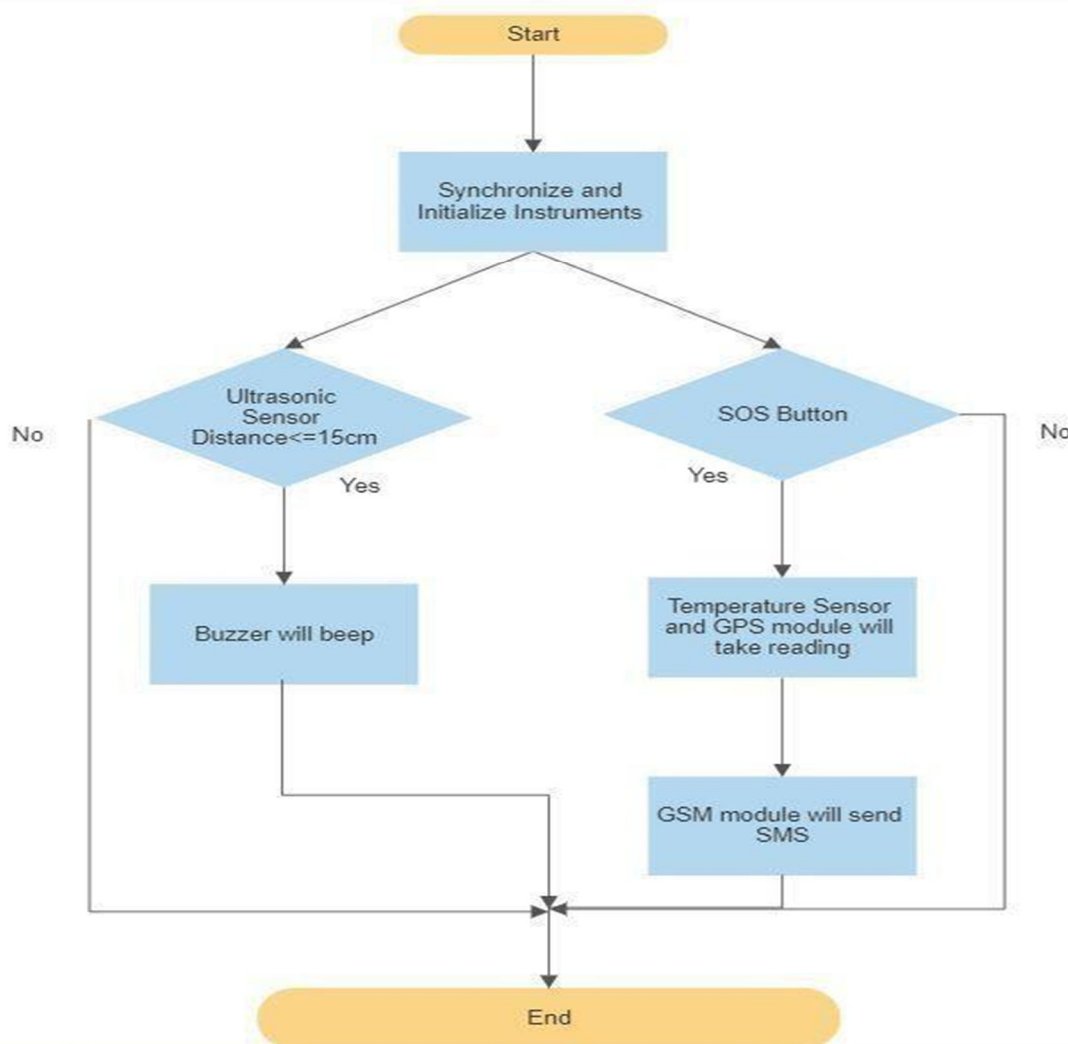 Start
Synchronize and
Initialize Instruments
Ultrasonic
Sensor
Distance<=15cm
SOS Button
No
No
Yes
Yes
Buzzer will beep
Temperature Sensor
and GPS module will
take reading
GSM module will send
SMS
End